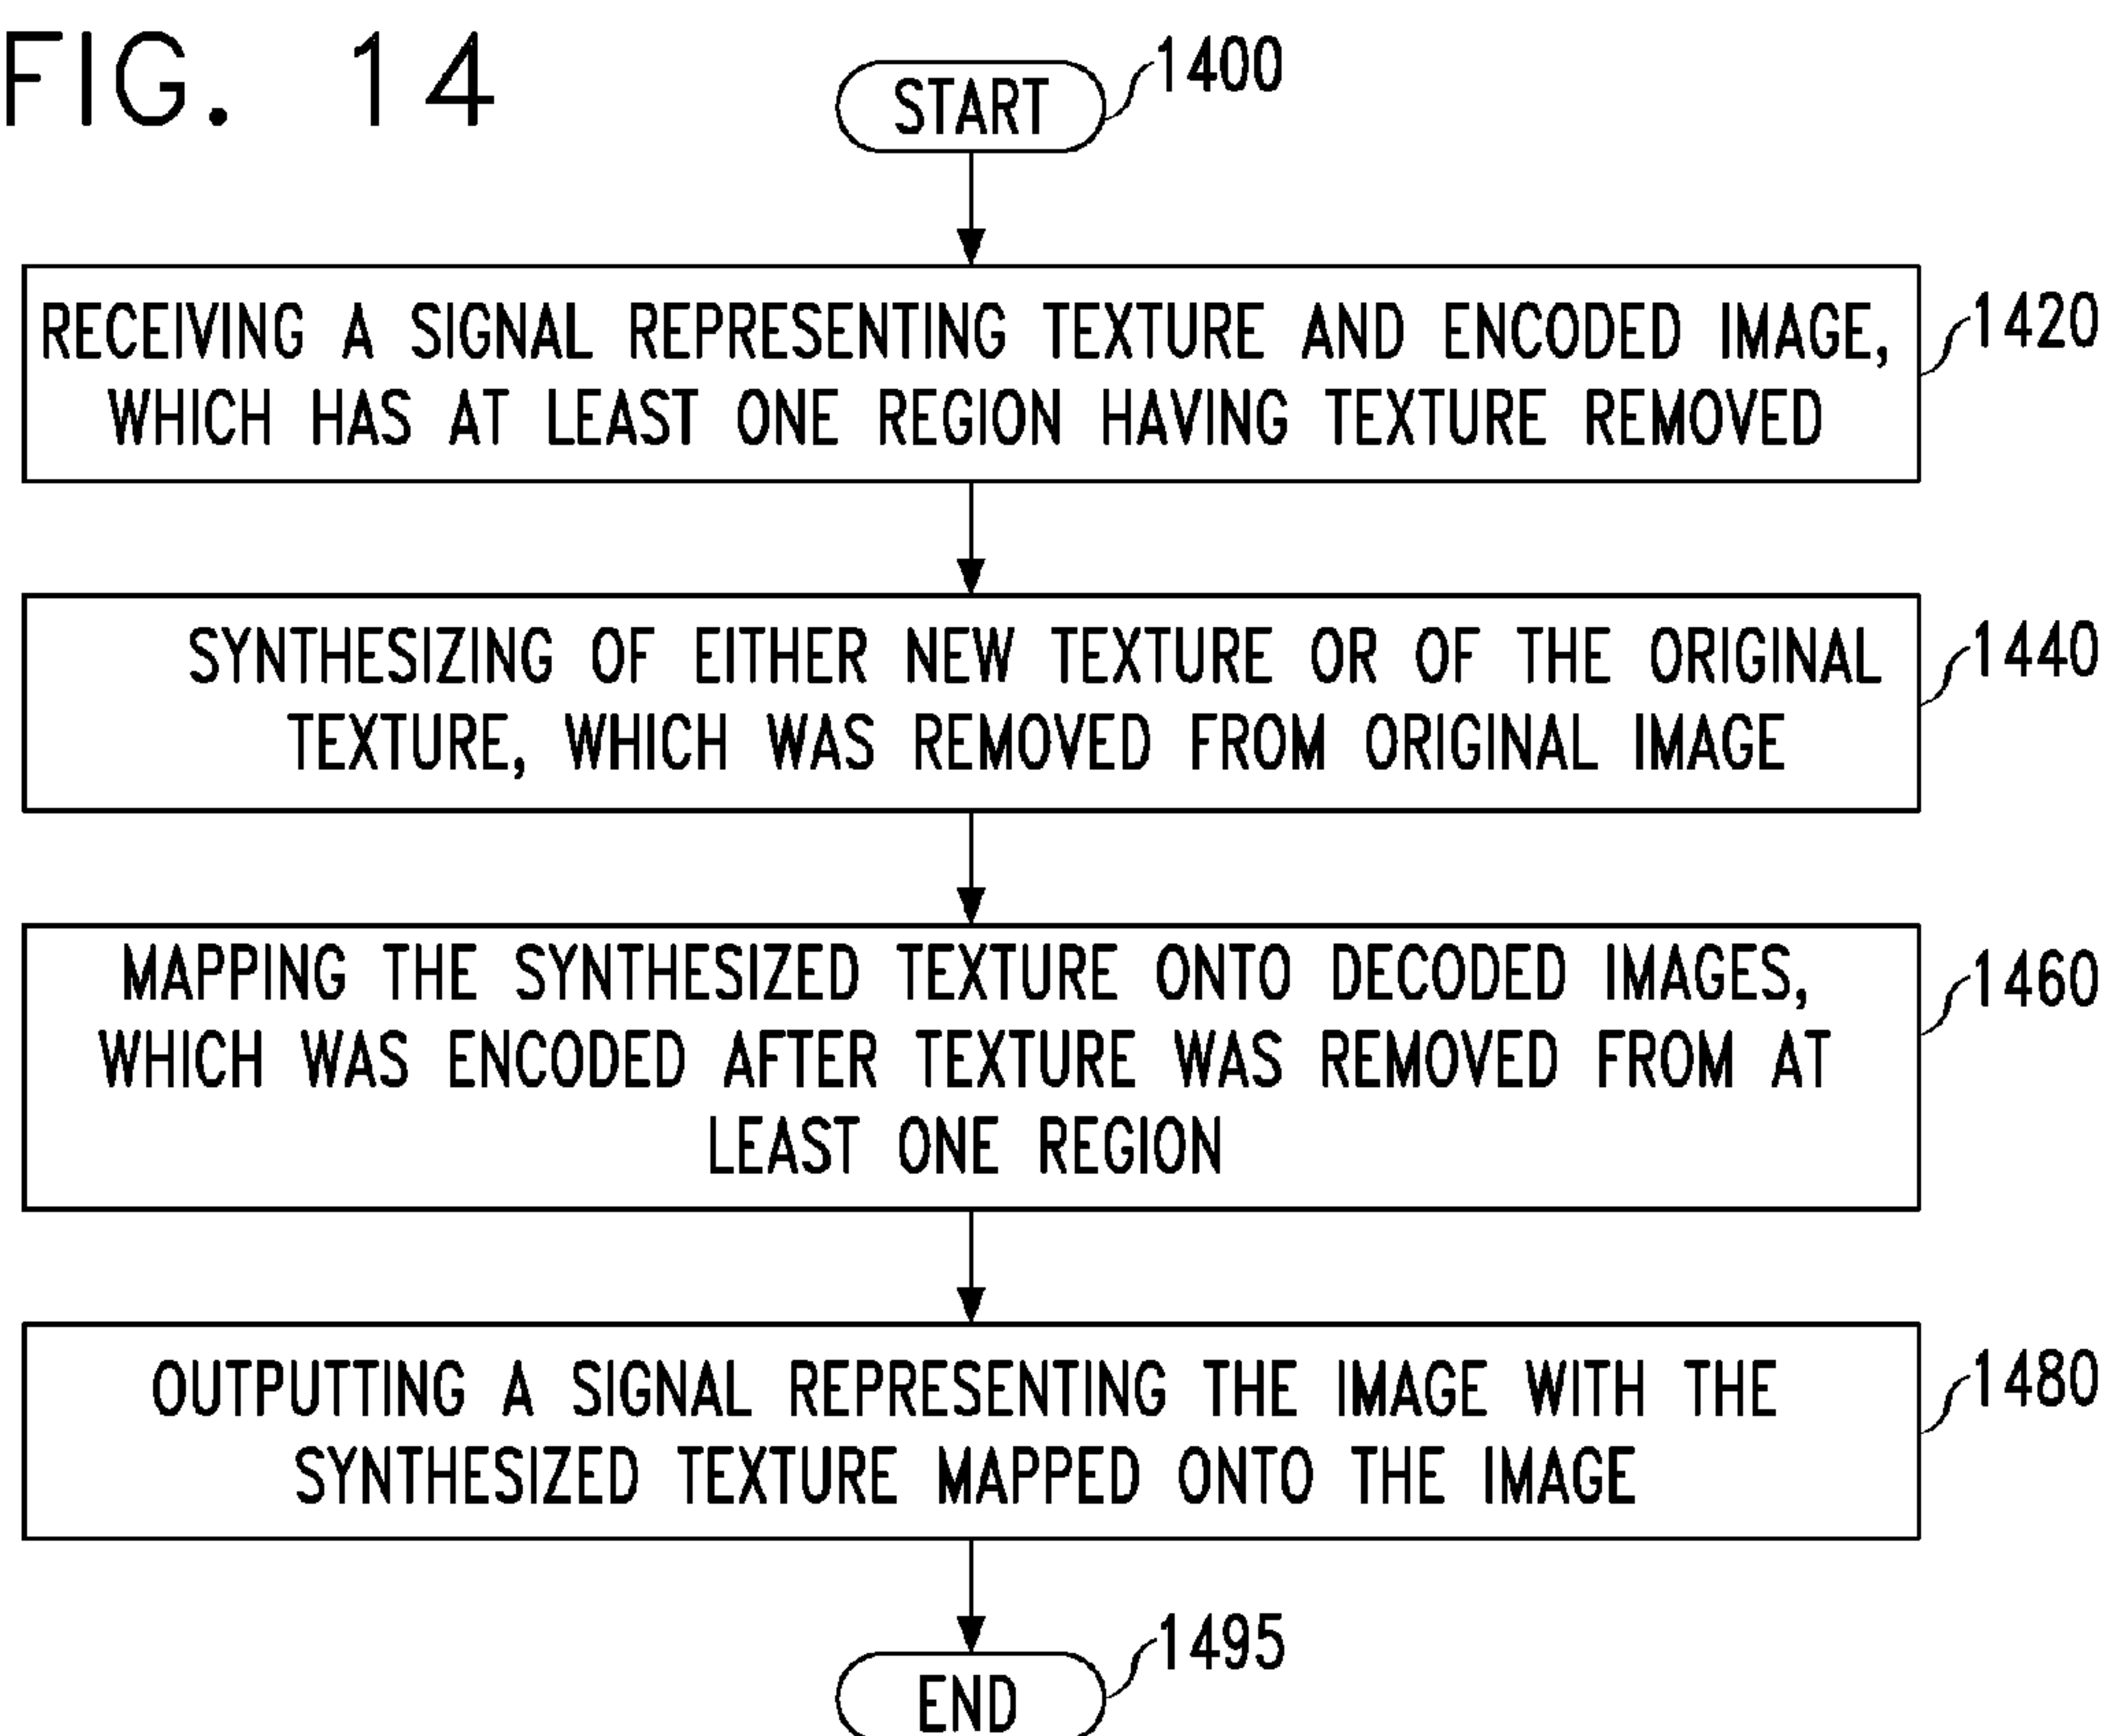 FIG. 14
START
1400
RECEIVING A SIGNAL REPRESENTING TEXTURE AND ENCODED IMAGE,
WHICH HAS AT LEAST ONE REGION HAVING TEXTURE REMOVED
1420
SYNTHESIZING OF EITHER NEW TEXTURE OR OF THE ORIGINAL
TEXTURE, WHICH WAS REMOVED FROM ORIGINAL IMAGE
1440
MAPPING THE SYNTHESIZED TEXTURE ONTO DECODED IMAGES,
WHICH WAS ENCODED AFTER TEXTURE WAS REMOVED FROM AT
LEAST ONE REGION
1460
OUTPUTTING A SIGNAL REPRESENTING THE IMAGE WITH THE
SYNTHESIZED TEXTURE MAPPED ONTO THE IMAGE
1480
END
1495